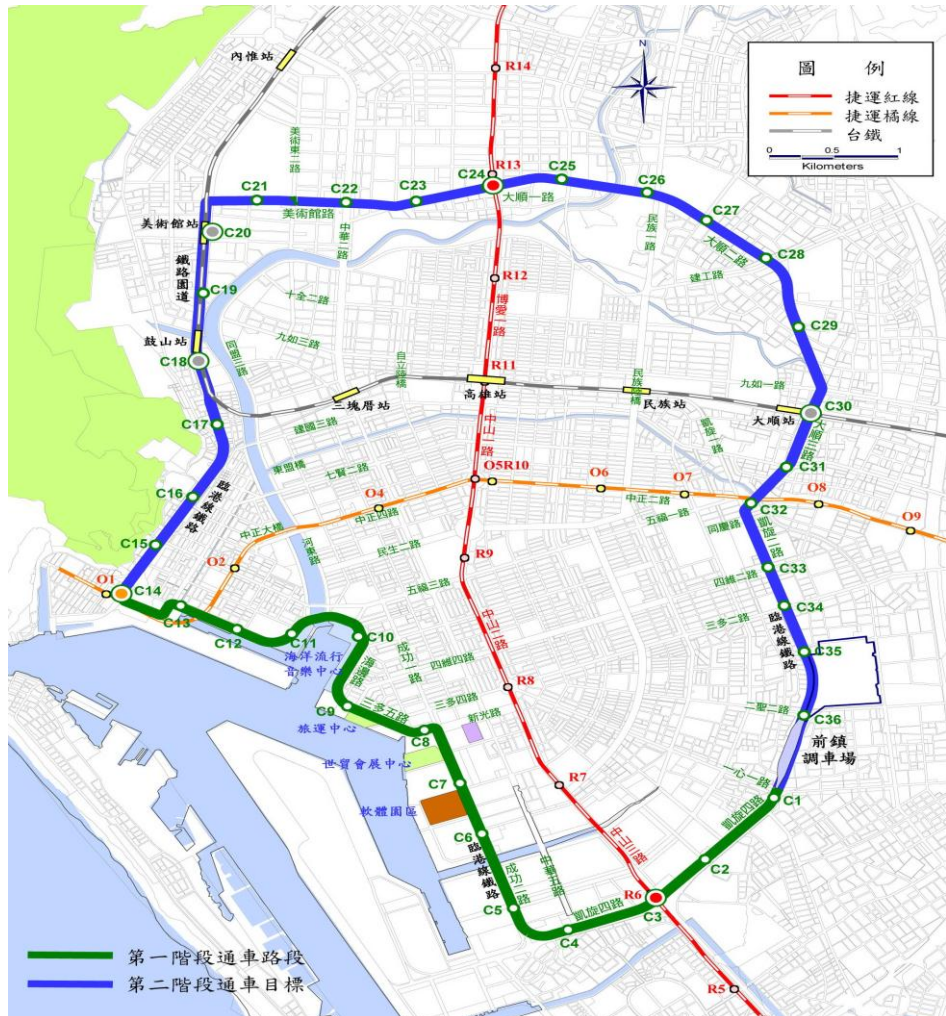 內惟站
R14
N
圖 例
捷運紅線
捷運橘線
台鐵
0 0.5 1
Kilometers
美術東二路
R13
C24
C25
C26
C21
C22
C23
大順一路
美術館路
C27
民族一路
大順二路
美術館站
C20
中華二路
C28
建工路
R12
鐵路園道
C19
十全二路
博愛一路
C29
鼓山站
同盟三路
九如三路
自立陸橋
R11
C18
民族陸橋
九如一路
三塊厝站
高雄站
民族站
大順站
C30
C17
建國三路
中山一路
凱旋一路
大順三路
東盟橋
七賢二路
O5R10
O6
O7
C31
C16
臨港線鐵路
O4
中正二路
O8
中正大橋
中正四路
五福一路
C32
O9
C15
河東路
民生二路
同慶路
凱旋二路
O1
C14
O2
R9
C33
五福三路
四維二路
C13
中山二路
C34
C12
C11
C10
三多二路
臨港線鐵路
海洋流行
音樂中心
海邊路
成功一路
四維四路
C35
R8
三多四路
C9
三多五路
新光路
二聖二路
C36
旅運中心
C8
前鎮
調車場
世貿會展中心
C7
R7
一心一路
軟體園區
C1
凱旋四路
C6
中山三路
臨港線鐵路
中華五路
C2
成功二路
R6
C5
凱旋四路
C3
C4
第一階段通車路段
第二階段通車目標
R5